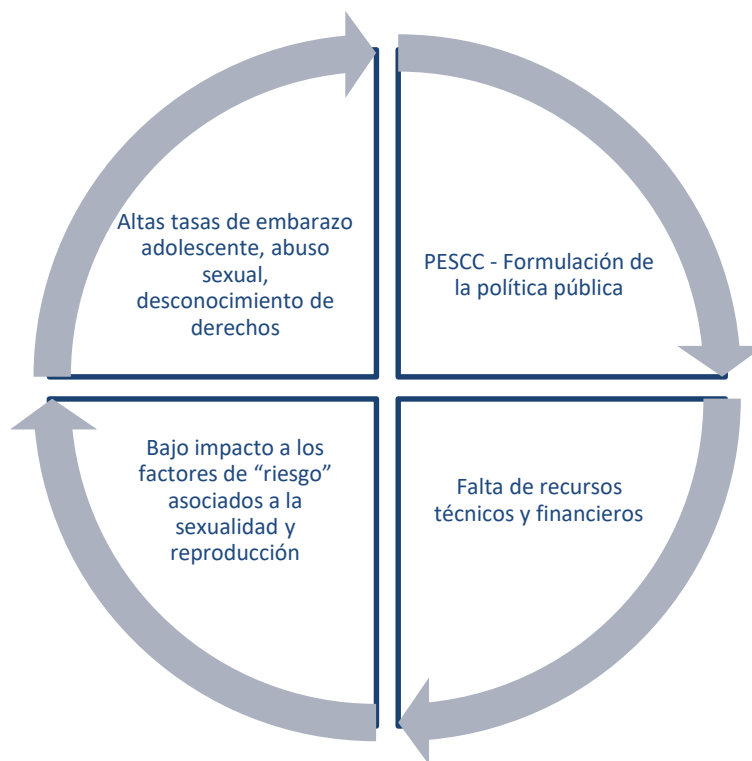 Altas tasas de embarazo
adolescente, abuso
sexual,
desconocimiento de
derechos
PESCC - Formulación de
la política pública
Bajo impacto a los
factores de “riesgo”
asociados a la
sexualidad y
reproducción
Falta de recursos
técnicos y financieros